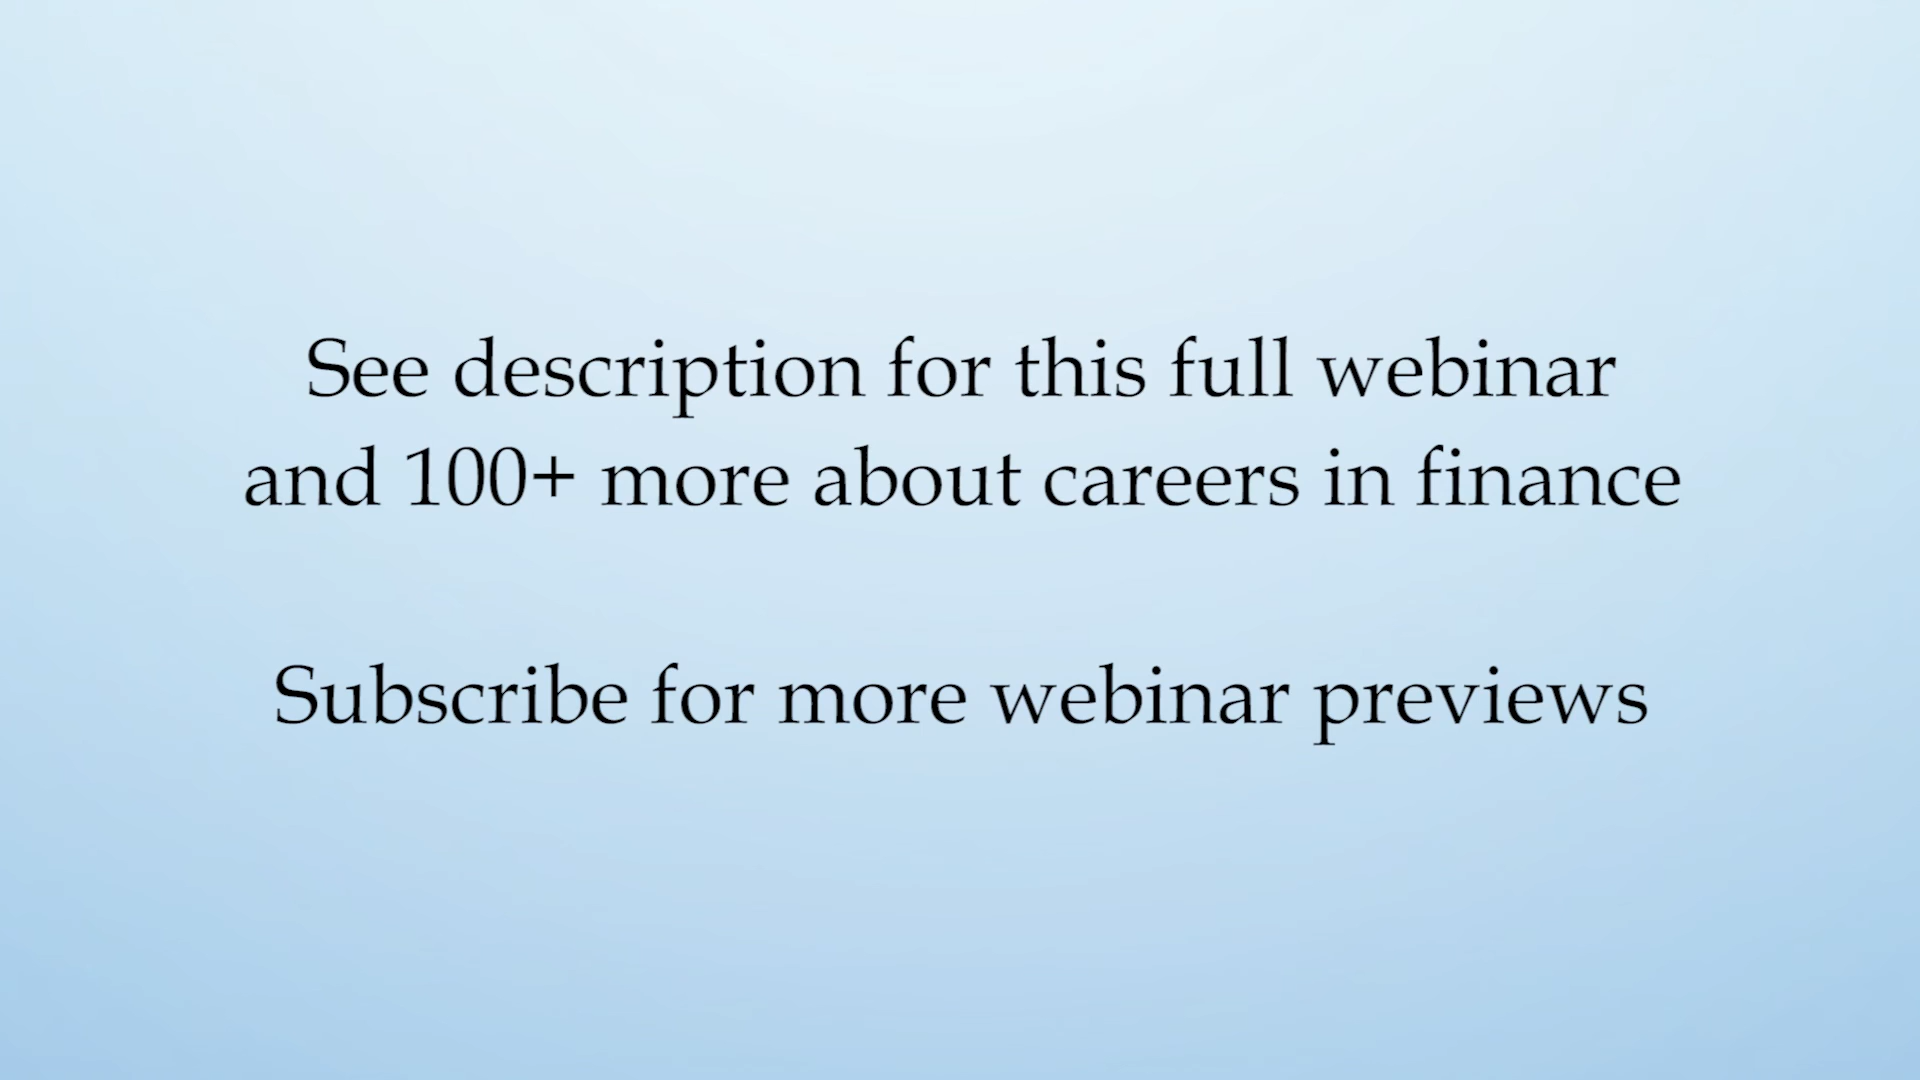 See description for this full webinar
and 100+ more about careers in finance
Subscribe for more webinar previews